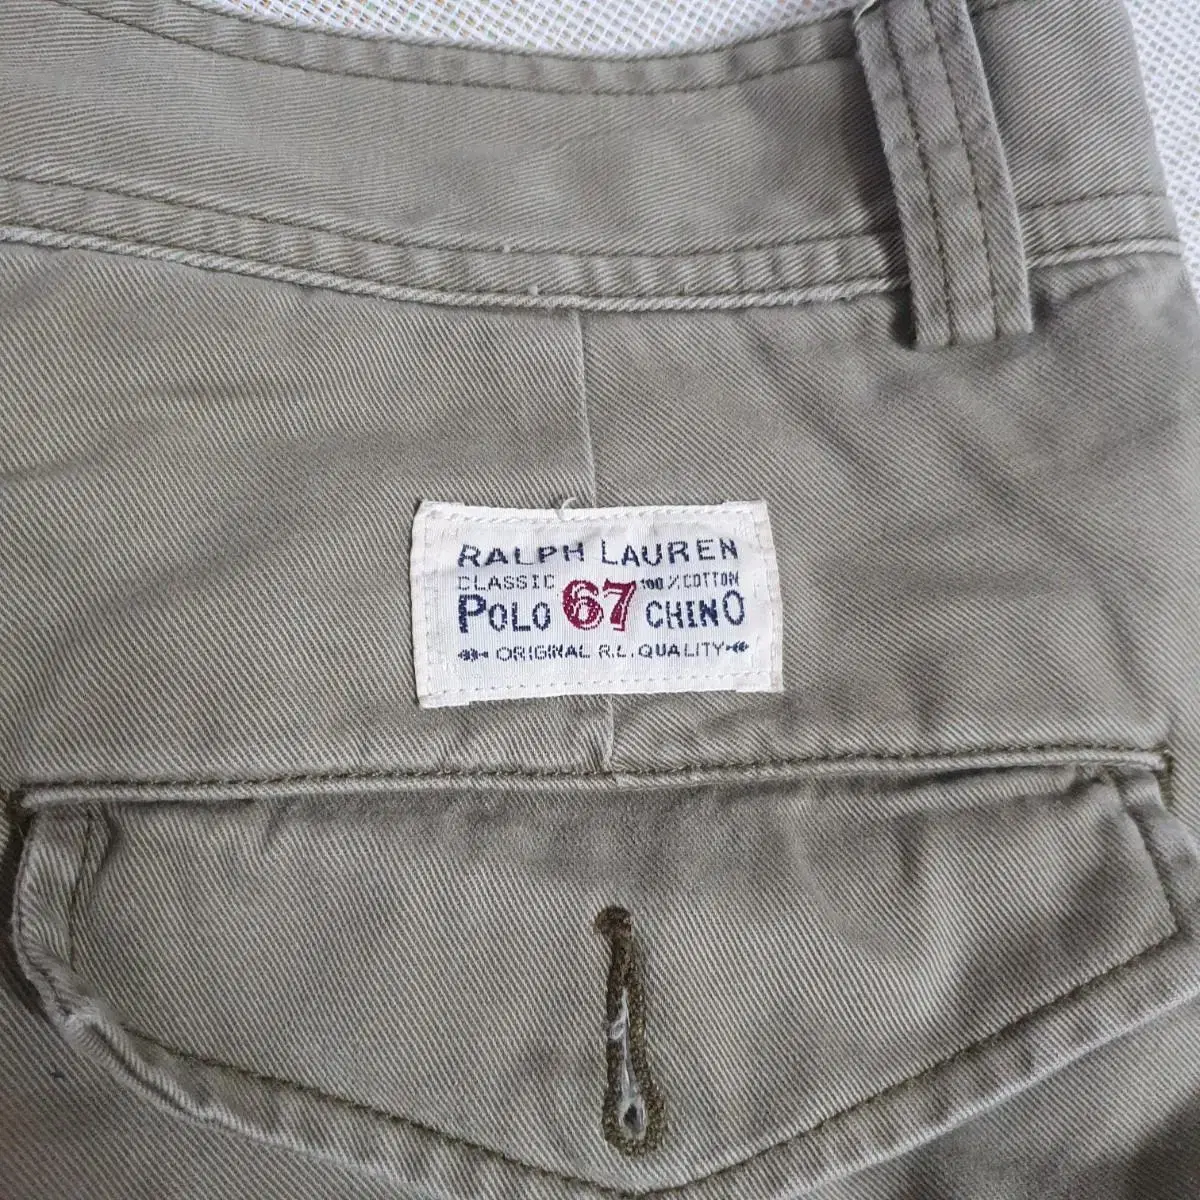 RALPH LAUREN
CLASSIC 67 100% COTTON
POLO CHINO
ORIGINAL R.L. QUALITY